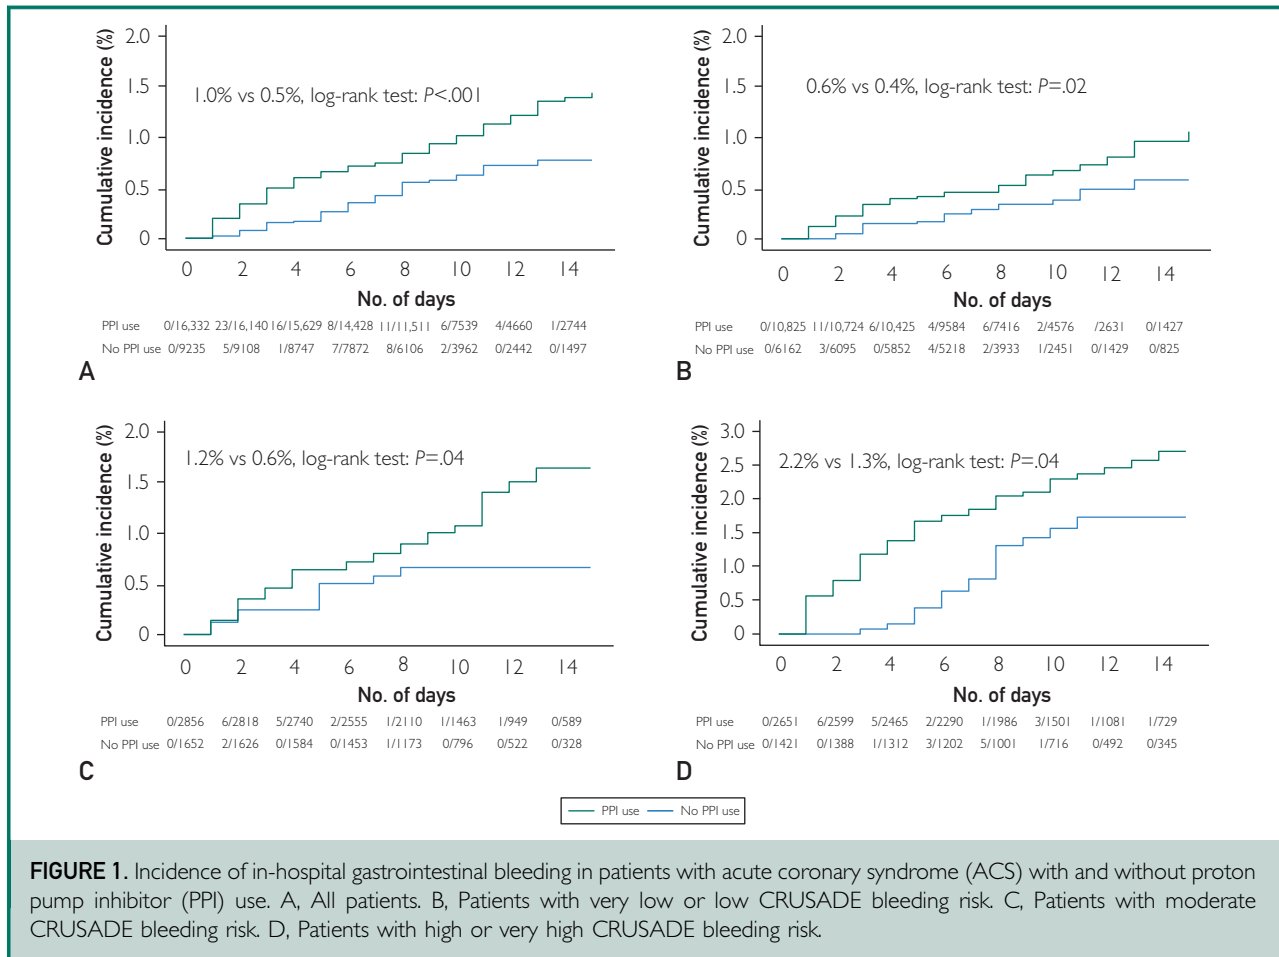 Cumulative incidence (%)
2.0
1.5
1.0
0.5
0
1.0% vs 0.5%, log-rank test: P<.001
0 2 4 6 8 10 12 14
No. of days
PPI use 0/16,332 23/16,140 16/15,629 8/14,428 11/11,511 6/7539 4/4660 1/2744
No PPI use 0/9235 5/9108 1/8747 7/7872 8/6106 2/3962 0/2442 0/1497
A
Cumulative incidence (%)
2.0
1.5
1.0
0.5
0
0.6% vs 0.4%, log-rank test: P=.02
0 2 4 6 8 10 12 14
No. of days
PPI use 0/10,825 11/10,724 6/10,425 4/9584 6/7416 2/4576 /2631 0/1427
No PPI use 0/6162 3/6095 0/5852 4/5218 2/3933 1/2451 0/1429 0/825
B
Cumulative incidence (%)
2.0
1.5
1.0
0.5
0
1.2% vs 0.6%, log-rank test: P=.04
0 2 4 6 8 10 12 14
No. of days
PPI use 0/2856 6/2818 5/2740 2/2555 1/2110 1/1463 1/949 0/589
No PPI use 0/1652 2/1626 0/1584 0/1453 1/1173 0/796 0/522 0/328
C
Cumulative incidence (%)
3.0
2.5
2.0
1.5
1.0
0.5
0
2.2% vs 1.3%, log-rank test: P=.04
0 2 4 6 8 10 12 14
No. of days
PPI use 0/2651 6/2599 5/2465 2/2290 1/1986 3/1501 1/1081 1/729
No PPI use 0/1421 0/1388 1/1312 3/1202 5/1001 1/716 0/492 0/345
D
PPI use No PPI use
FIGURE 1. Incidence of in-hospital gastrointestinal bleeding in patients with acute coronary syndrome (ACS) with and without proton
pump inhibitor (PPI) use. A, All patients. B, Patients with very low or low CRUSADE bleeding risk. C, Patients with moderate
CRUSADE bleeding risk. D, Patients with high or very high CRUSADE bleeding risk.